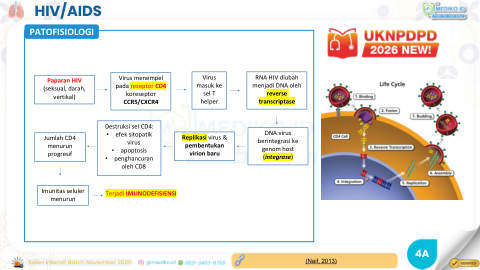 HIV/AIDS
MEDIKO.ID
PATOFISIOLOGI
UKNPDPD
2026 NEW!
Paparan HIV
(seksual, darah,
vertikal)
Virus menempel
pada reseptor CD4
koreseptor
CCR5/CXCR4
Virus
masuk ke
sel T
helper
RNA HIV diubah
menjadi DNA oleh
reverse
transcriptase
DNA virus
berintegrasi ke
genom host
(integrase)
Replikasi virus &
pembentukan
virion baru
Destruksi sel CD4:
• efek sitopatik
virus
• apoptosis
• penghancuran
oleh CD8
Jumlah CD4
menurun
progresif
Imunitas seluler
menurun
Terjadi IMUNODEFISIENSI
Life Cycle
1. Binding
2. Fusion
3. Reverse Transcription
4. Integration
5. Replication
6. Assembly
7. Budding
CD4 Cell
(Naif, 2013)
4A